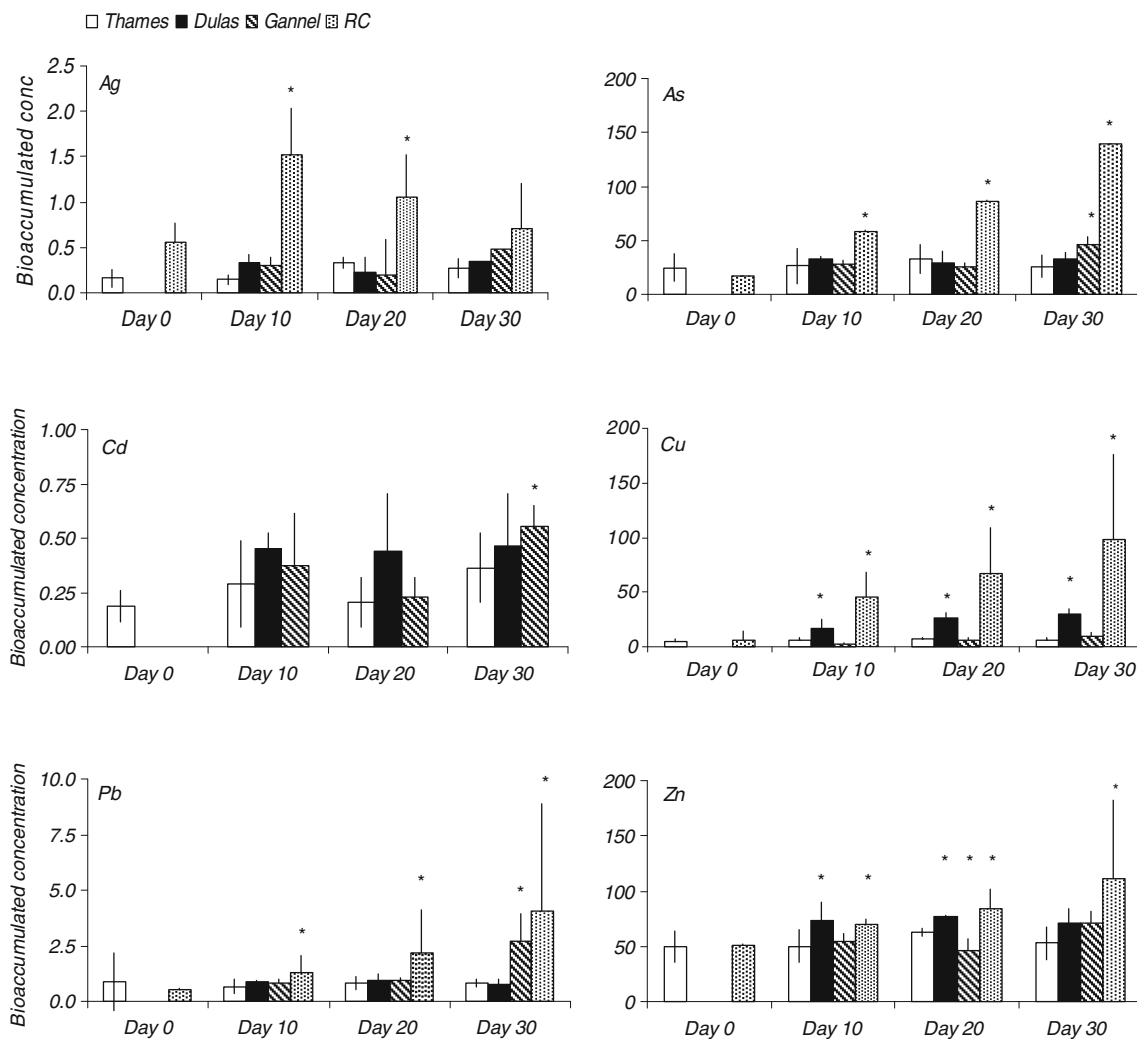 Thames Dulas Gannel RC
Ag
Bioaccumulated conc
2.5
2.0
1.5
1.0
0.5
0.0
* *
Day 0 Day 10 Day 20 Day 30
As
200
150
100
50
0
* * * *
Day 0 Day 10 Day 20 Day 30
Cd
Bioaccumulated concentration
1.00
0.75
0.50
0.25
0.00
*
Day 0 Day 10 Day 20 Day 30
Cu
200
150
100
50
0
* * * * * *
Day 0 Day 10 Day 20 Day 30
Pb
Bioaccumulated concentration
10.0
7.5
5.0
2.5
0.0
* * * *
Day 0 Day 10 Day 20 Day 30
Zn
200
150
100
50
0
* * * * * *
Day 0 Day 10 Day 20 Day 30